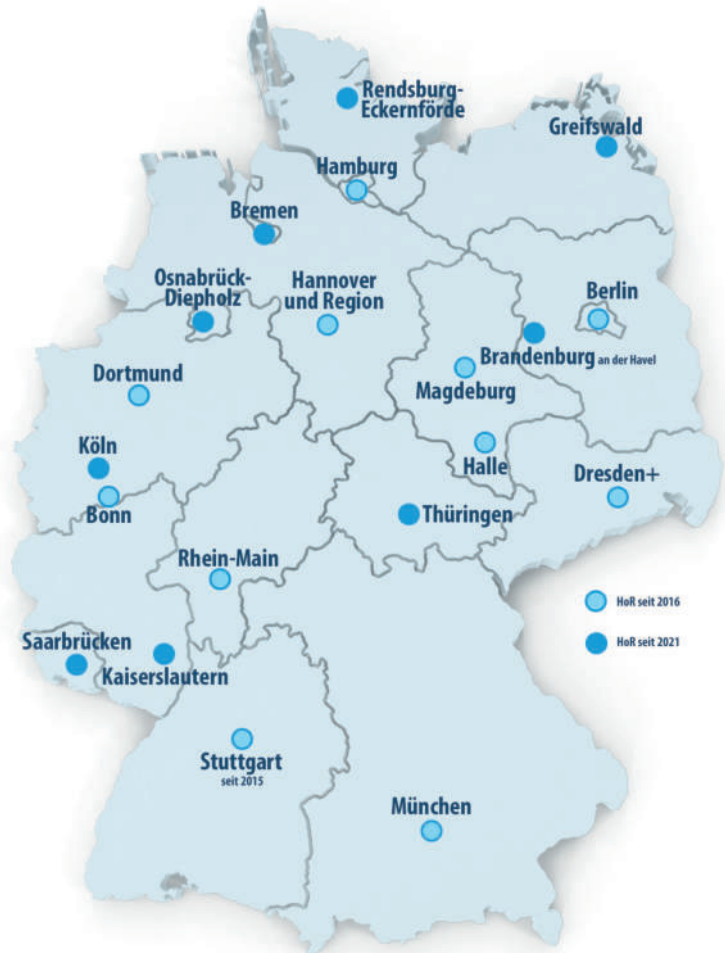 Rendsburg-
Eckernförde
Greifswald
Hamburg
Bremen
Osnabrück-
Diepholz
Hannover
und Region
Berlin
Brandenburg an der Havel
Dortmund
Magdeburg
Köln
Halle
Dresden+
Bonn
Thüringen
Rhein-Main
HoR seit 2016
HoR seit 2021
Saarbrücken
Kaiserslautern
Stuttgart
seit 2015
München